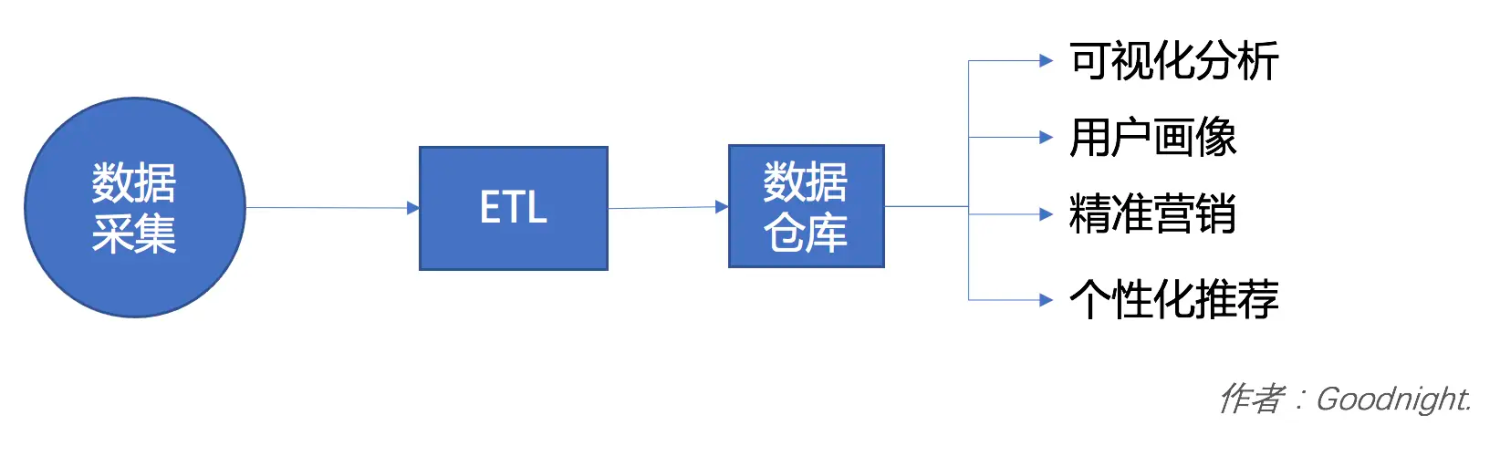 数据
采集
ETL
数据
仓库
可视化分析
用户画像
精准营销
个性化推荐
作者：Goodnight.